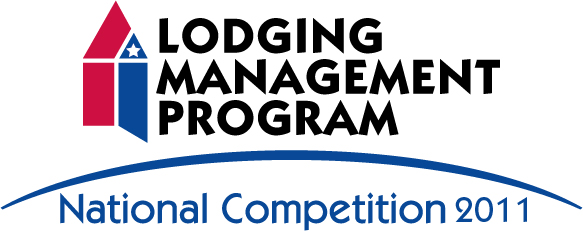 LODGING
MANAGEMENT
PROGRAM
National Competition 2011